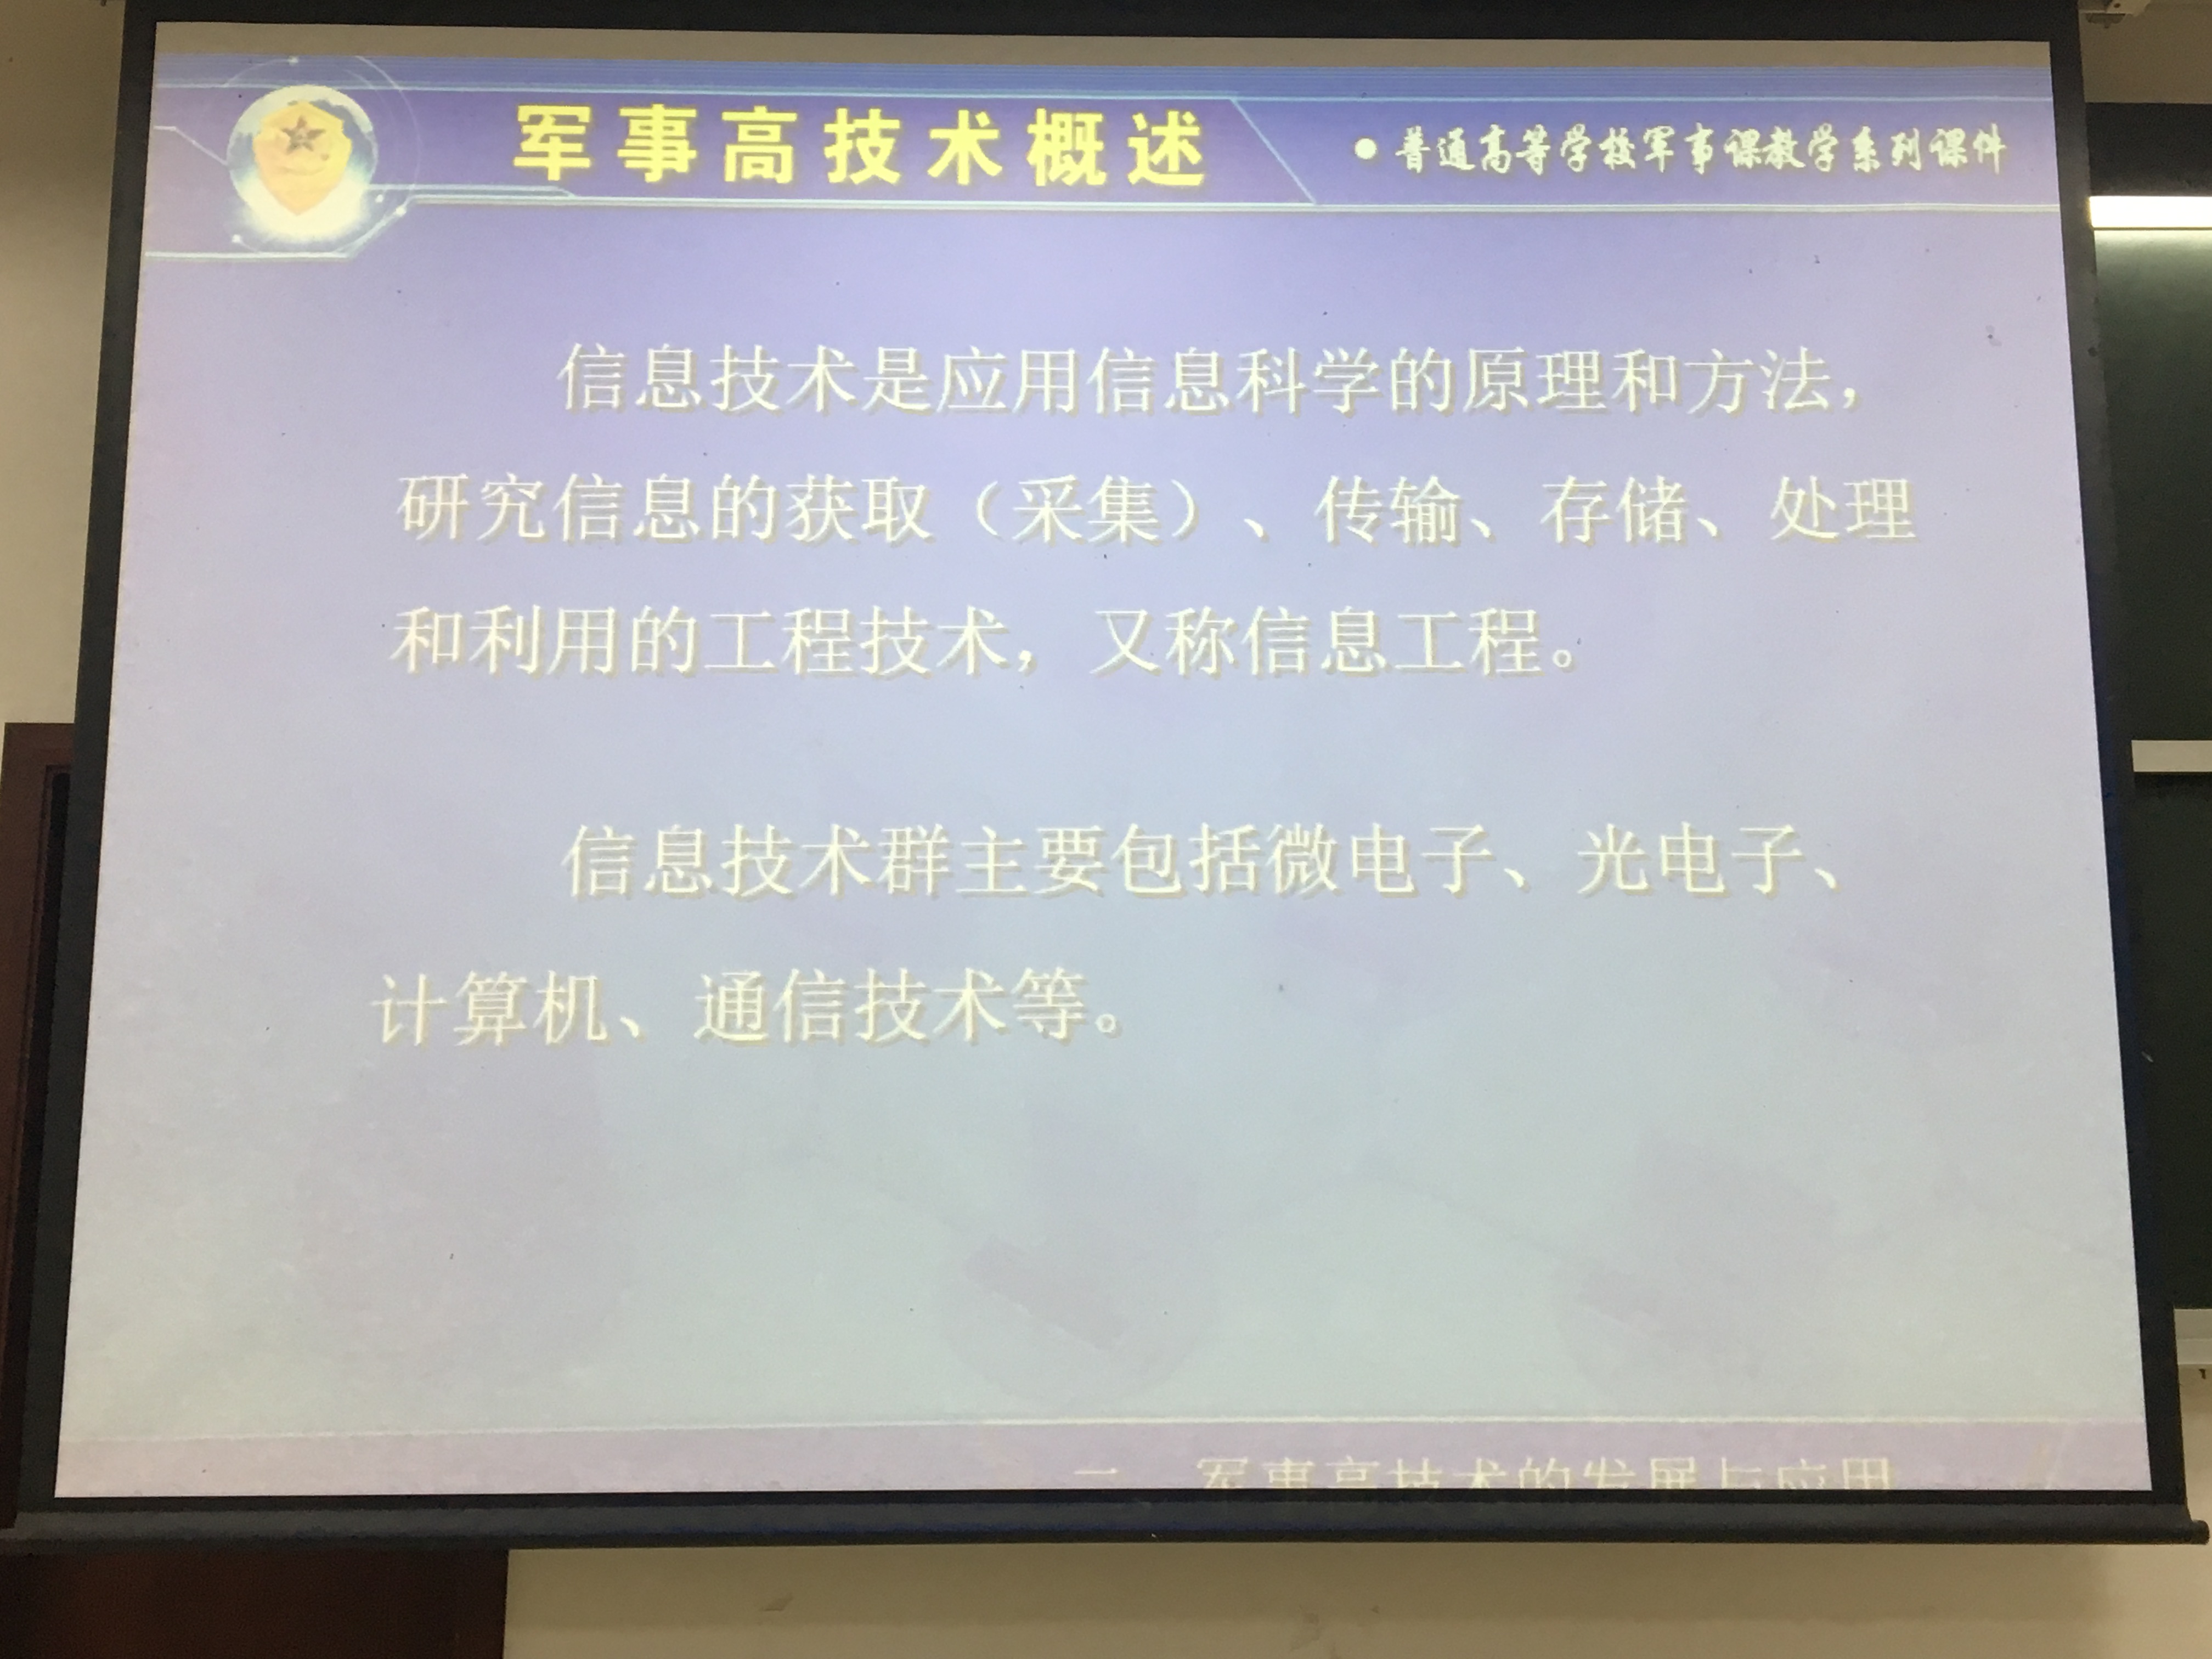 军事高技术概述
●普通高等学校军事课教学系列课件
信息技术是应用信息科学的原理和方法，
研究信息的获取（采集）、传输、存储、处理
和利用的工程技术，又称信息工程。
信息技术群主要包括微电子、光电子、
计算机、通信技术等。
二 军事高技术的发展与应用